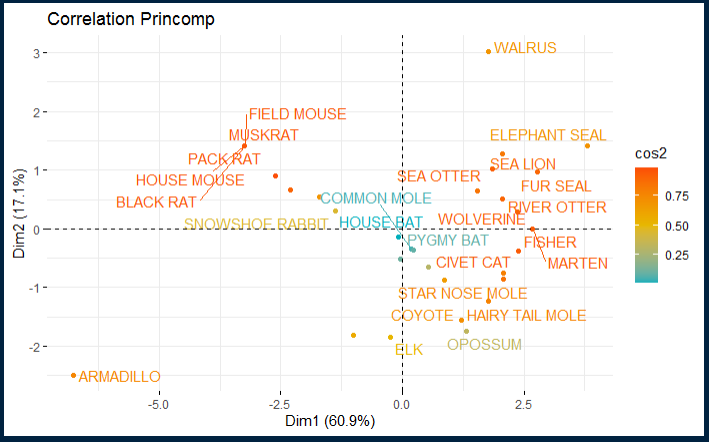 Correlation Princomp
WALRUS
3
FIELD MOUSE
2
MUSKRAT
ELEPHANT SEAL
cos2
PACK RAT
SEA LION
HOUSE MOUSE
SEA OTTER
FUR SEAL
1
BLACK RAT
COMMON MOLE
RIVER OTTER
0.75
SNOWSHOE RABBIT
HOUSE BAT
WOLVERINE
0.50
Dim2 (17.1%)
0
PYGMY BAT
FISHER
0.25
CIVET CAT
MARTEN
-1
STAR NOSE MOLE
COYOTE
HAIRY TAIL MOLE
-2
ELK
OPOSSUM
ARMADILLO
-5.0
-2.5
0.0
2.5
Dim1 (60.9%)